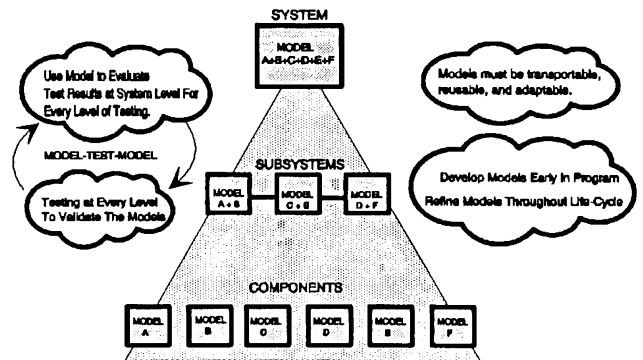 SYSTEM
MODEL
A+B+C+D+E+F
Use Model to Evaluate
Test Results at System Level For
Every Level of Testing.
MODEL-TEST-MODEL
Testing at Every Level
To Validate The Models
Models must be transportable,
reusable, and adaptable.
Develop Models Early In Program
Refine Models Throughout Life-Cycle
SUBSYSTEMS
MODEL
A + B
MODEL
C + E
MODEL
D + F
COMPONENTS
MODEL
A
MODEL
B
MODEL
C
MODEL
D
MODEL
E
MODEL
F